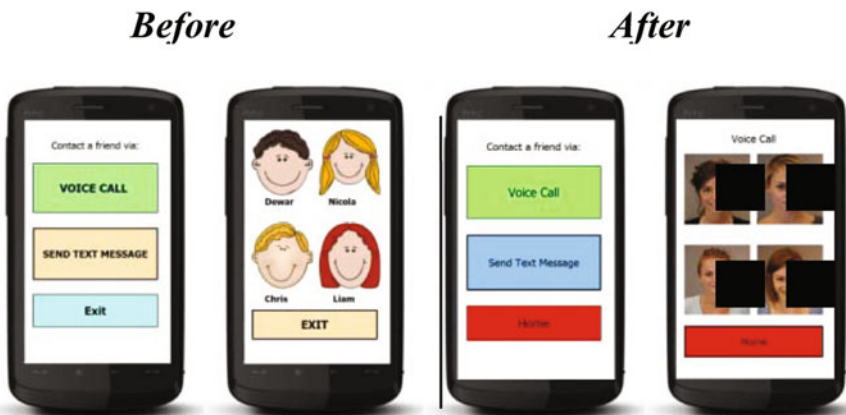 Before
After
Contact a friend via:
VOICE CALL
SEND TEXT MESSAGE
Exit
Dewar Nicola
Chris Liam
EXIT
Contact a friend via:
Voice Call
Send Text Message
Home
Voice Call
Home